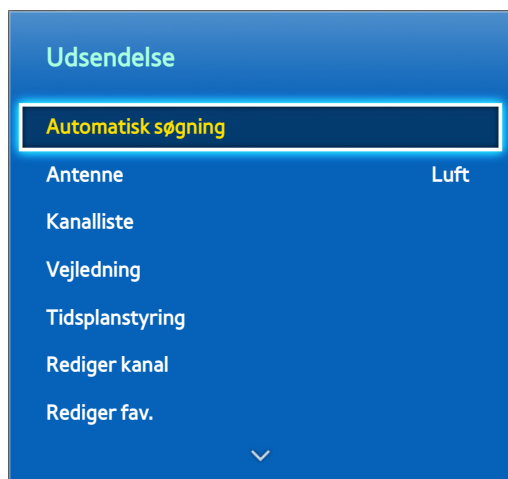 Udsendelse
Automatisk søgning
Antenne Luft
Kanalliste
Vejledning
Tidsplanstyring
Rediger kanal
Rediger fav.